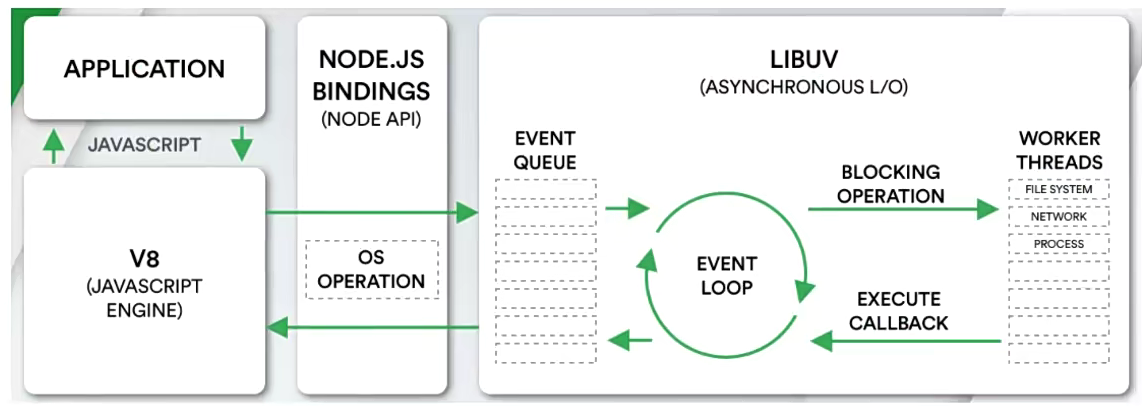 APPLICATION
JAVASCRIPT
V8
(JAVASCRIPT
ENGINE)
NODE.JS
BINDINGS
(NODE API)
OS
OPERATION
LIBUV
(ASYNCHRONOUS L/O)
EVENT
QUEUE
EVENT
LOOP
BLOCKING
OPERATION
EXECUTE
CALLBACK
WORKER
THREADS
FILE SYSTEM
NETWORK
PROCESS